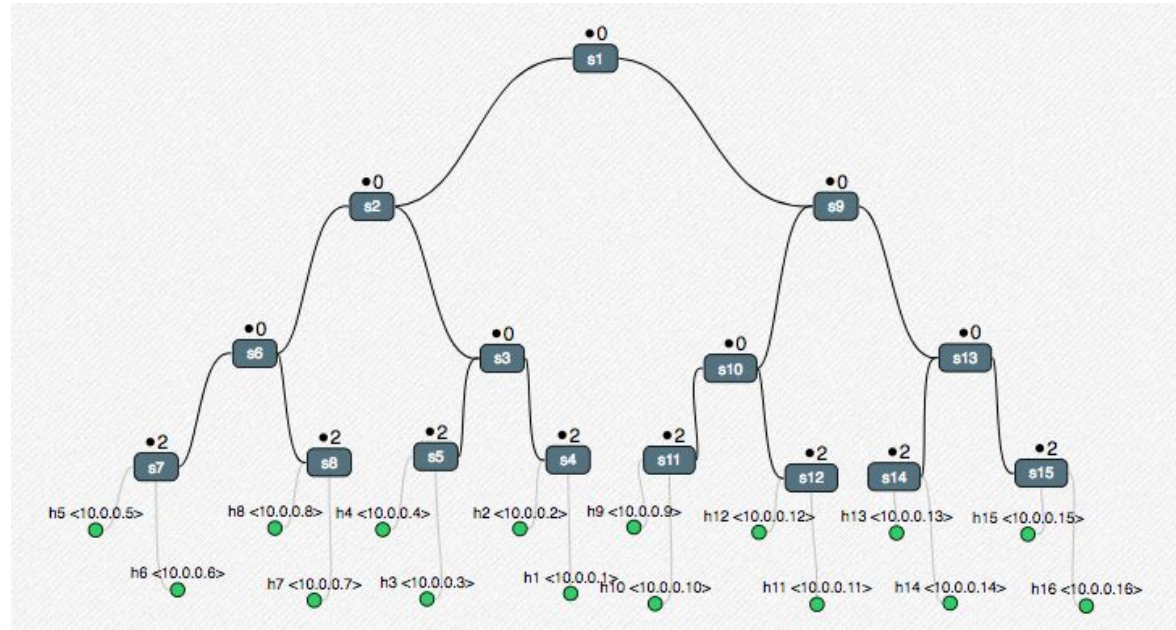 ●0
s1
●0
s2
●0
s9
●0
s6
●0
s3
●0
s10
●0
s13
●2
s7
●2
s8
●2
s5
●2
s4
●2
s11
●2
s12
●2
s14
●2
s15
h5 <10.0.0.5>
h8 <10.0.0.8>
h4 <10.0.0.4>
h2 <10.0.0.2>
h9 <10.0.0.9>
h12 <10.0.0.12>
h13 <10.0.0.13>
h15 <10.0.0.15>
h6 <10.0.0.6>
h7 <10.0.0.7>
h3 <10.0.0.3>
h1 <10.0.0.1>
h10 <10.0.0.10>
h11 <10.0.0.11>
h14 <10.0.0.14>
h16 <10.0.0.16>